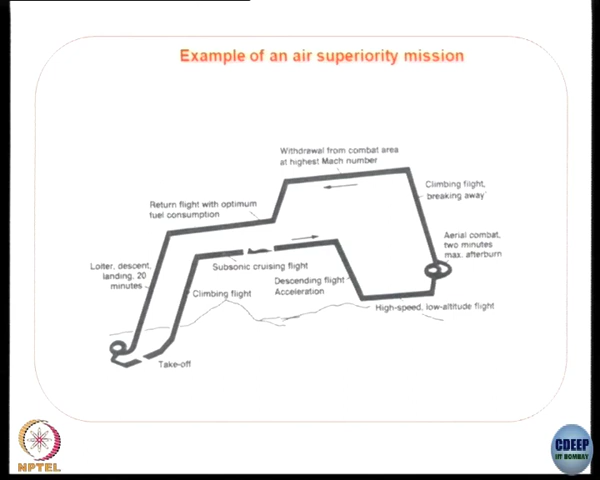 Example of an air superiority mission
Withdrawal from combat area
at highest Mach number
Climbing flight,
breaking away
Return flight with optimum
fuel consumption
Aerial combat,
two minutes
max. afterburn
Loiter, descent,
landing, 20
minutes
Subsonic cruising flight
Descending flight
Acceleration
Climbing flight
High-speed, low-altitude flight
Take-off
NPTEL
CDEEP
IIT BOMBAY